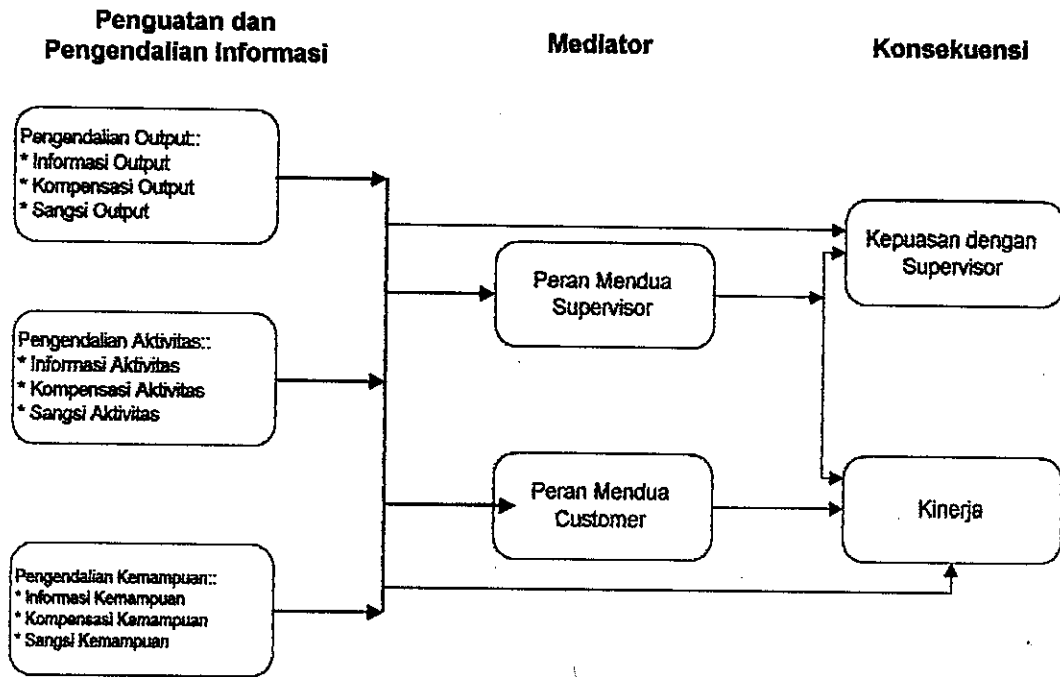 Penguatan dan
Pengendalian Informasi
Mediator
Konsekuensi
Pengendalian Output::
* Informasi Output
* Kompensasi Output
* Sangsi Output
Kepuasan dengan
Supervisor
Peran Mendua
Supervisor
Pengendalian Aktivitas::
* Informasi Aktivitas
* Kompensasi Aktivitas
* Sangsi Aktivitas
Peran Mendua
Customer
Kinerja
Pengendalian Kemampuan::
* Informasi Kemampuan
* Kompensasi Kemampuan
* Sangsi Kemampuan